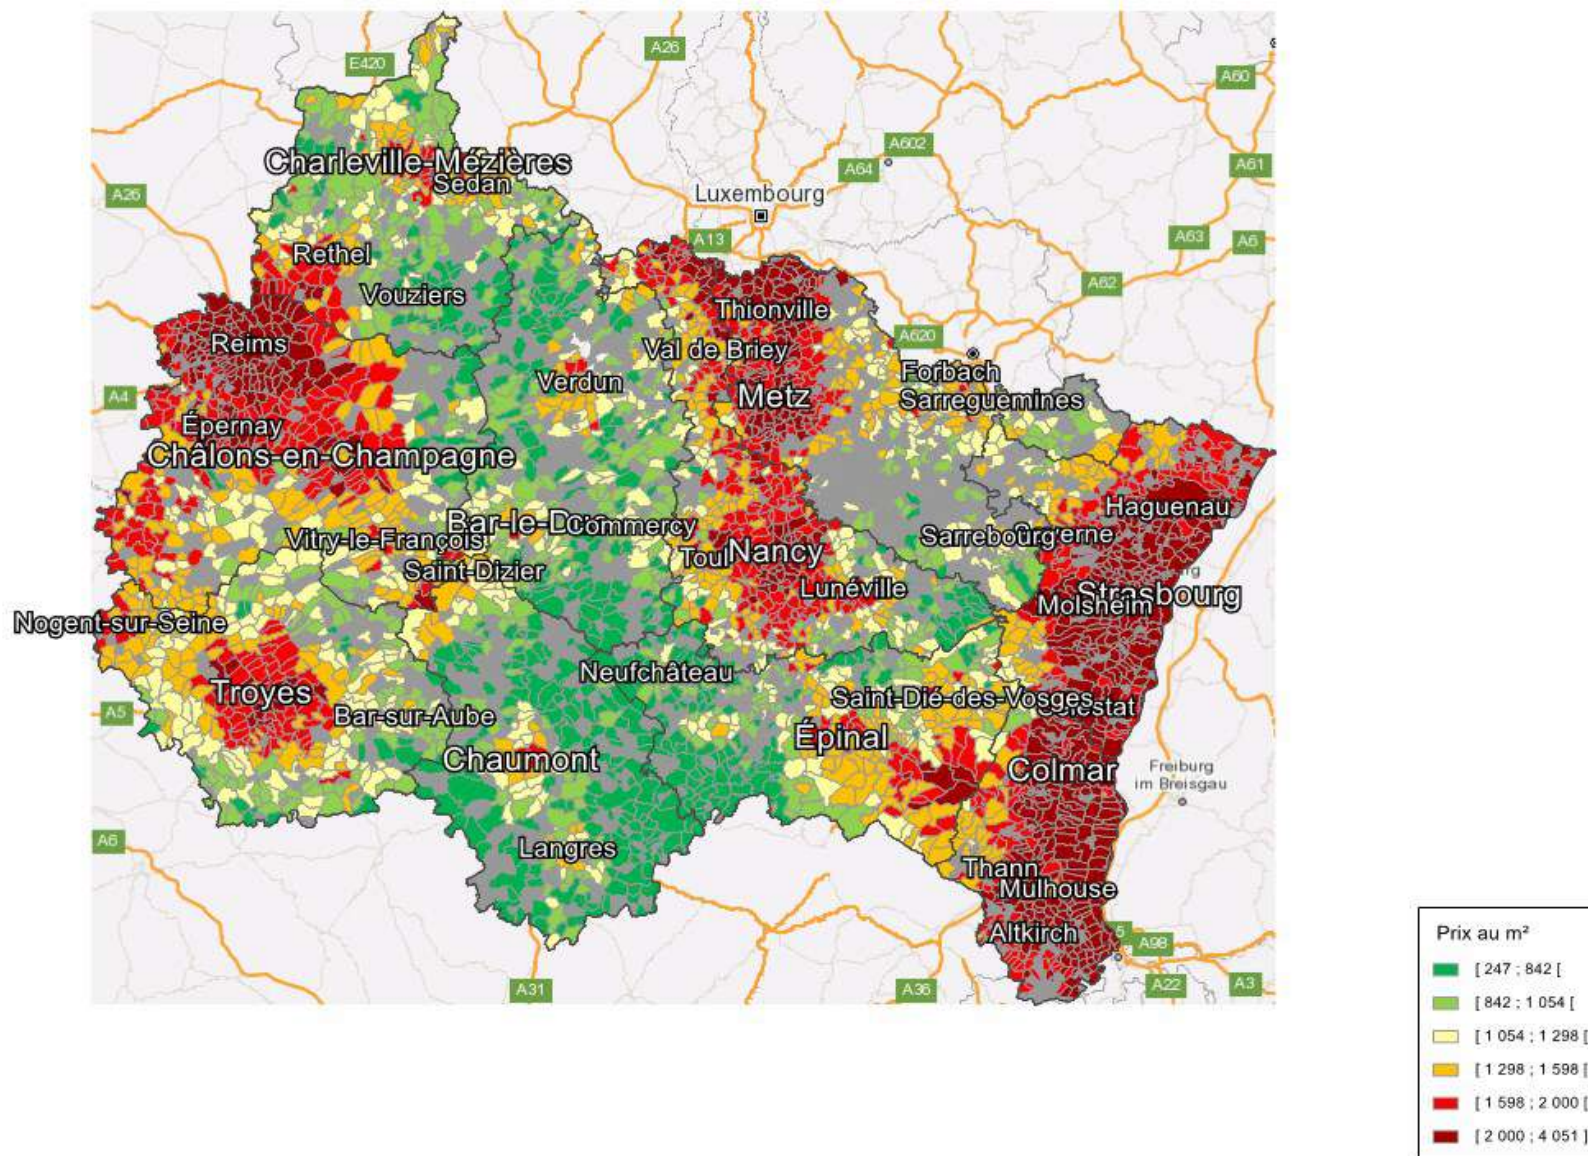 E420
A26
A60
A602
A61
A64
A26
Charleville-Mézières
Sedan
Luxembourg
A13
A63
A6
Rethel
Vouziers
A62
Thionville
Reims
A620
Val de Briey
Verdun
Forbach
A4
Metz
Sarreguemines
Épernay
Châlons-en-Champagne
Haguenau
Bar-le-Duc
Commercy
Vitry-le-François
Sarrebourg
Toul
Nancy
Saint-Dizier
Lunéville
Strasbourg
Molsheim
Nogent-sur-Seine
Neufchâteau
Troyes
Saint-Dié-des-Vosges
A5
Bar-sur-Aube
Épinal
Chaumont
Colmar
Freiburg
im Breisgau
A6
Langres
Thann
Mulhouse
Altkirch
5
A98
A31
A36
A22
A3
Prix au m²
[ 247 ; 842 [
[ 842 ; 1 054 [
[ 1 054 ; 1 298 [
[ 1 298 ; 1 598 [
[ 1 598 ; 2 000 [
[ 2 000 ; 4 051 ]